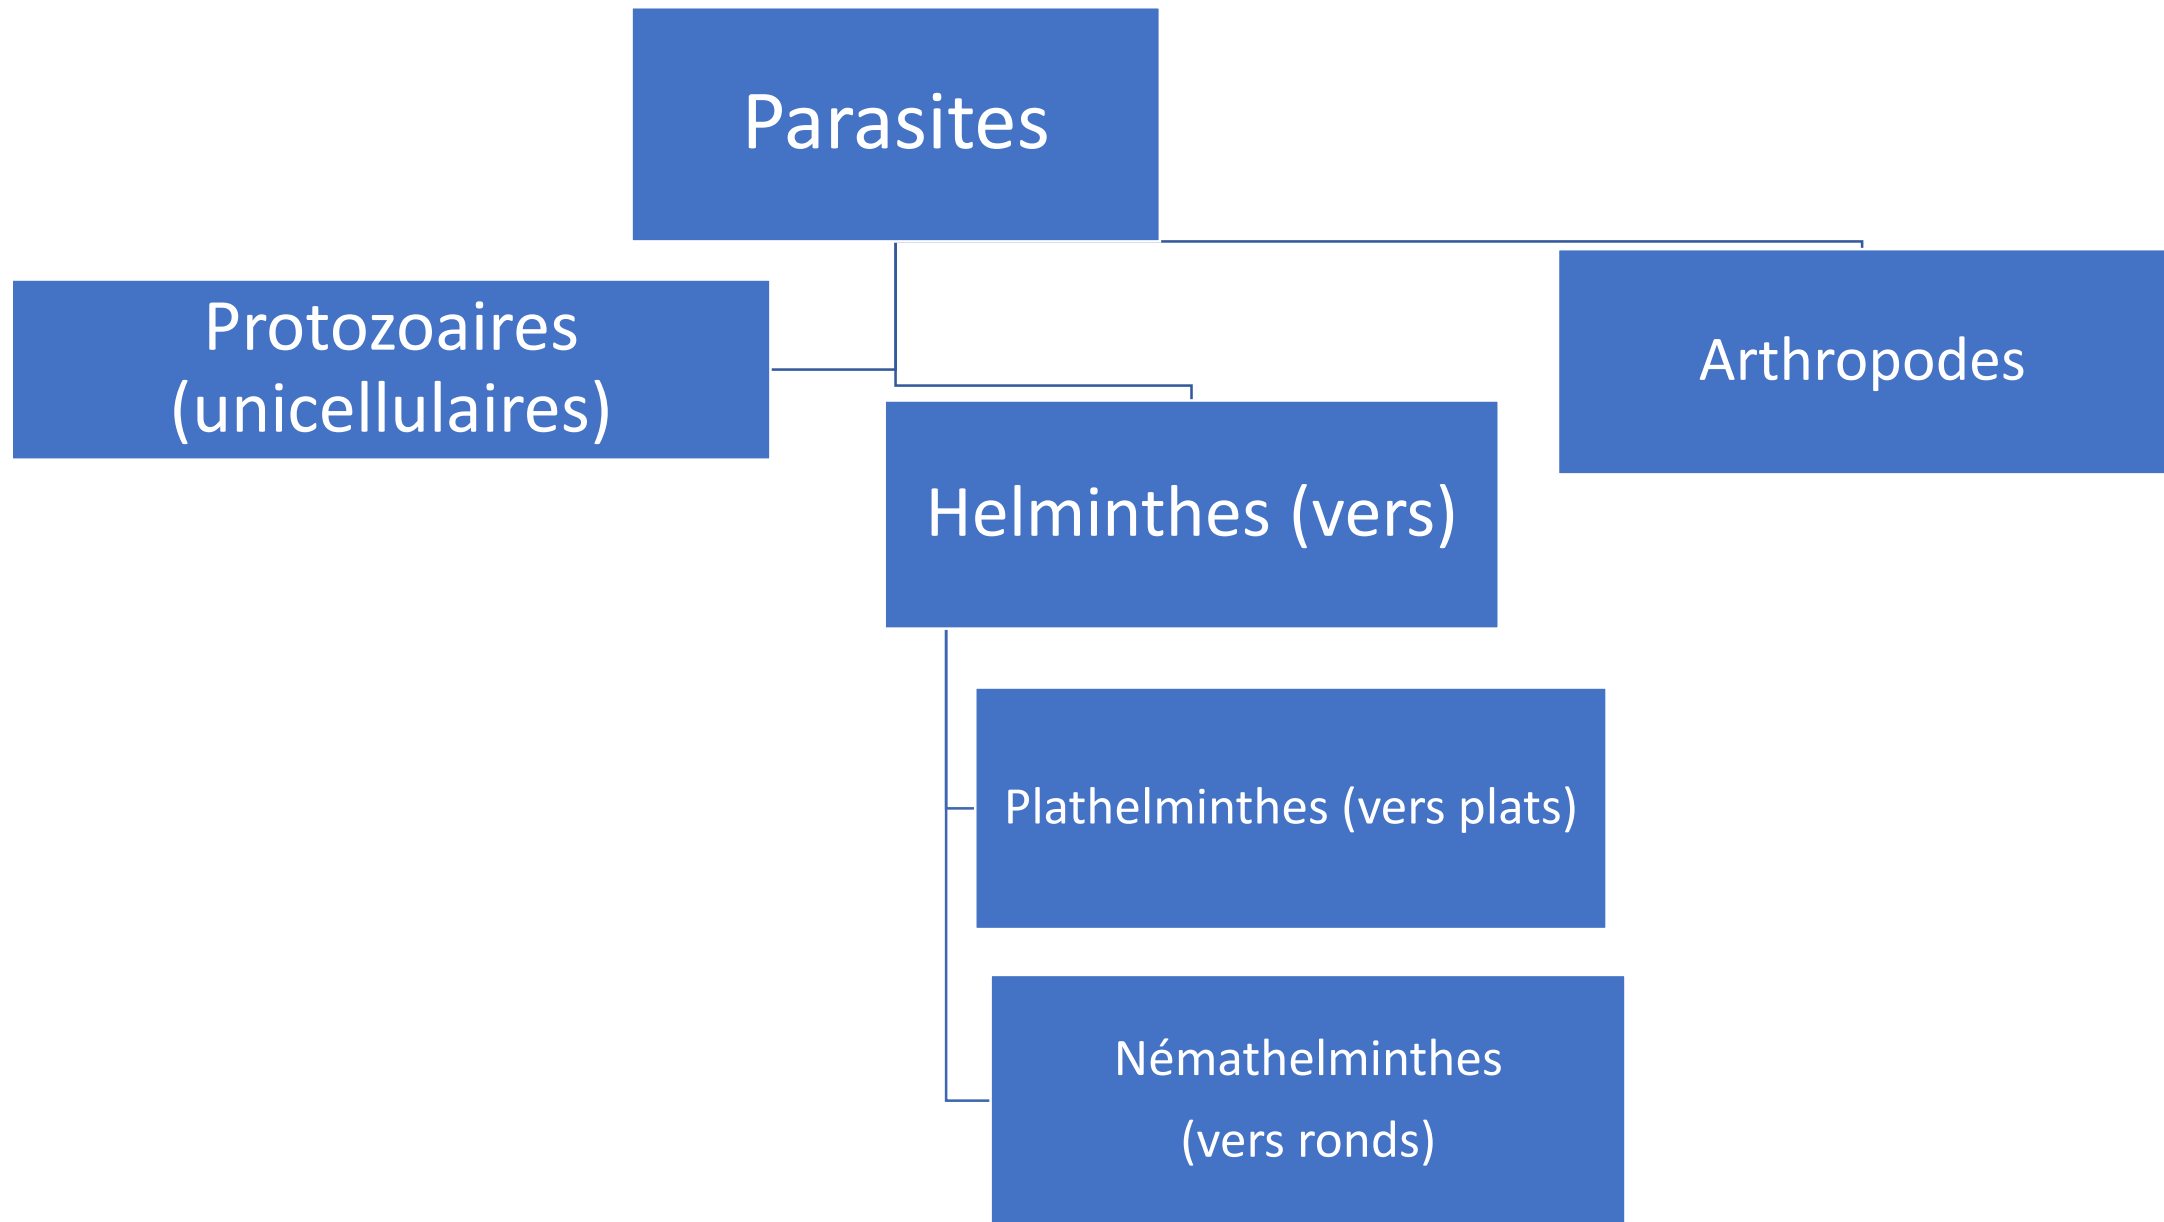 Parasites
Protozoaires
(unicellulaires)
Arthropodes
Helminthes (vers)
Plathelminthes (vers plats)
Némathelminthes
(vers ronds)